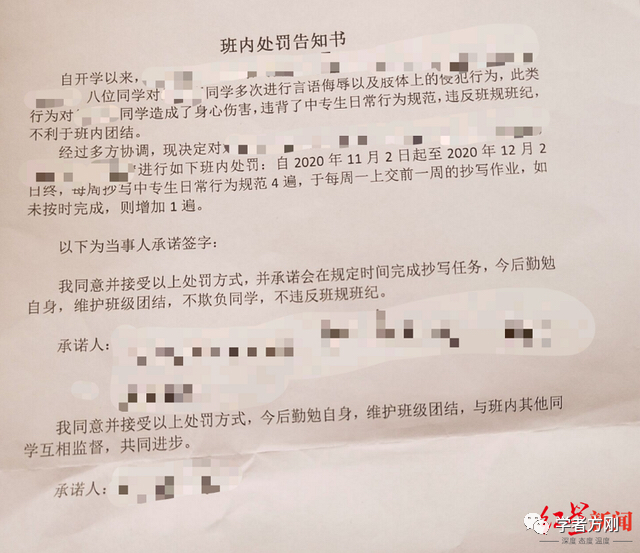 班内处罚告知书
自开学以来，
八位同学对 同学多次进行言语侮辱以及肢体上的侵犯行为，此类
行为对 同学造成了身心伤害，违背了中专生日常行为规范，违反班规班纪，
不利于班内团结。
经过多方协调，现决定对
进行如下班内处罚：自 2020 年 11 月 2 日起至 2020 年 12 月 2
日终，每周抄写中专生日常行为规范 4 遍，于每周一上交前一周的抄写作业，如
未按时完成，则增加 1 遍。
以下为当事人承诺签字：
我同意并接受以上处罚方式，并承诺会在规定时间完成抄写任务，今后勤勉
自身，维护班级团结，不欺负同学，不违反班规班纪。
承诺人：
我同意并接受以上处罚方式，今后勤勉自身，维护班级团结，与班内其他同
学互相监督，共同进步。
承诺人：
红星新闻
学者方刚
深度 态度 温度